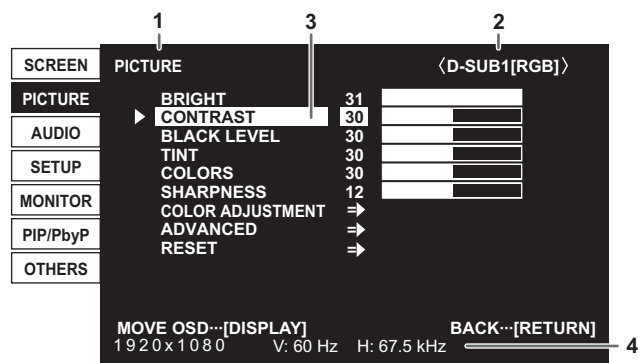 1 3 2
SCREEN
PICTURE
AUDIO
SETUP
MONITOR
PIP/PbyP
OTHERS
PICTURE 〈D-SUB1[RGB]〉
BRIGHT 31
CONTRAST 30
BLACK LEVEL 30
TINT 30
COLORS 30
SHARPNESS 12
COLOR ADJUSTMENT
ADVANCED
RESET
MOVE OSD···[DISPLAY] BACK···[RETURN]
1920x1080 V: 60 Hz H: 67.5 kHz 4